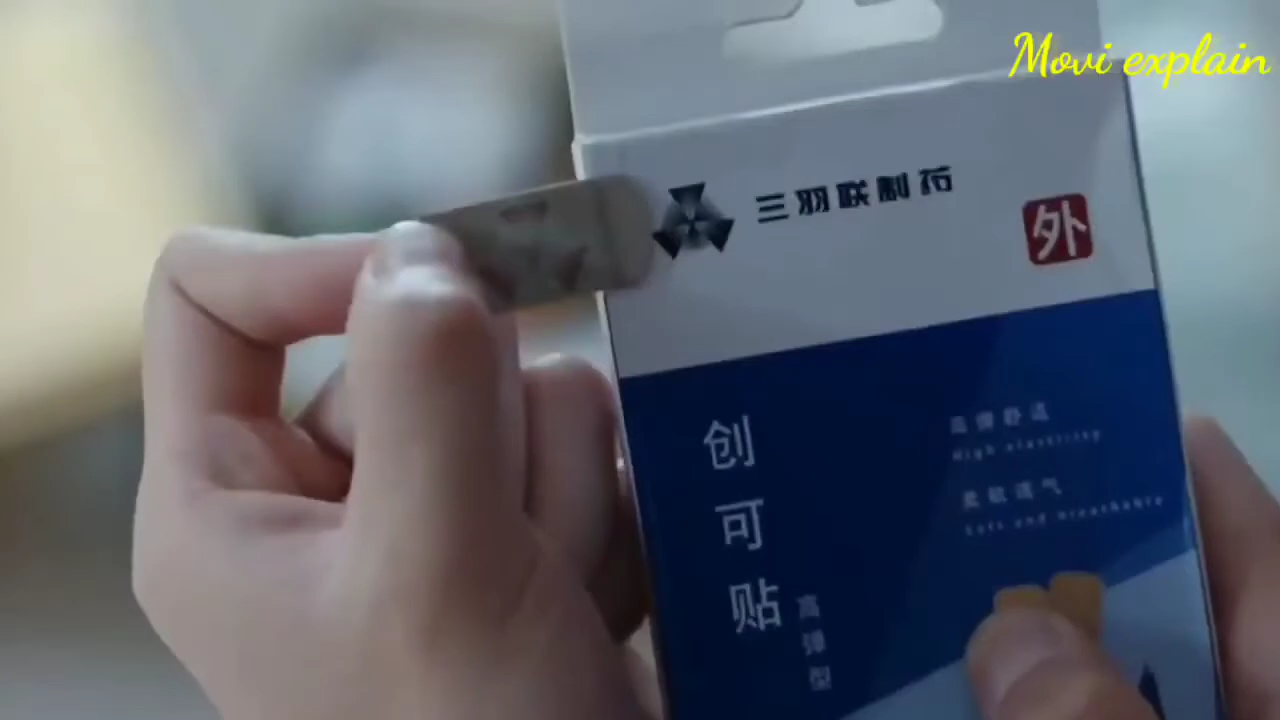 Movi explain
三羽联制药
外
创可贴
高弹舒适
High elasticity
柔软透气
Soft and breathable
高弹型